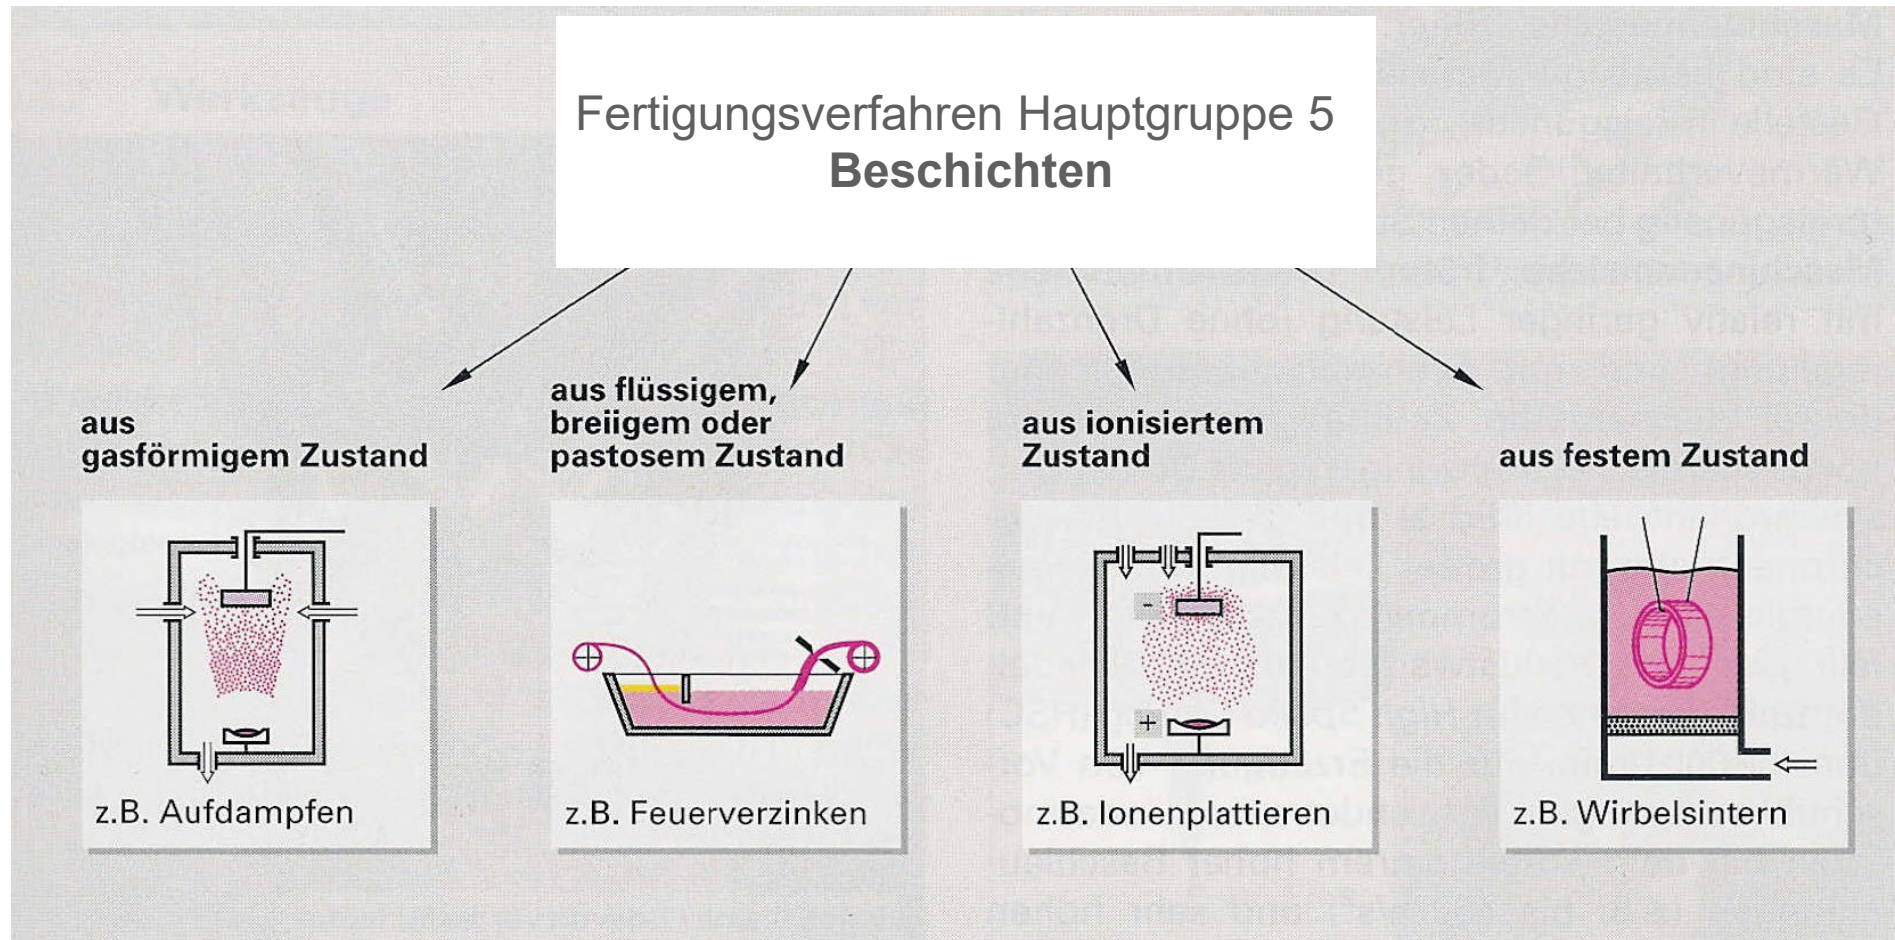 Fertigungsverfahren Hauptgruppe 5
Beschichten
aus
gasförmigem Zustand
aus flüssigem,
breiigem oder
pastosem Zustand
aus ionisiertem
Zustand
aus festem Zustand
-
+
z.B. Aufdampfen
z.B. Feuerverzinken
z.B. Ionenplattieren
z.B. Wirbelsintern